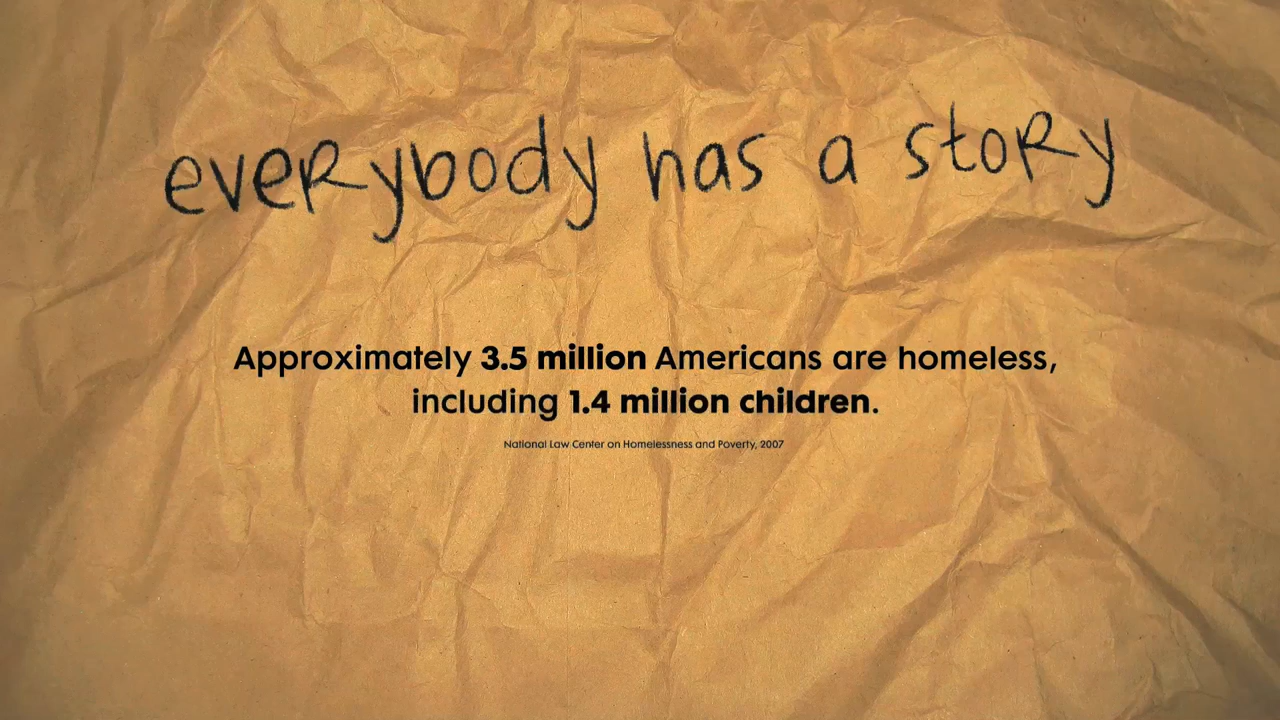 everybody has a story
Approximately 3.5 million Americans are homeless,
including 1.4 million children.
National Law Center on Homelessness and Poverty, 2007